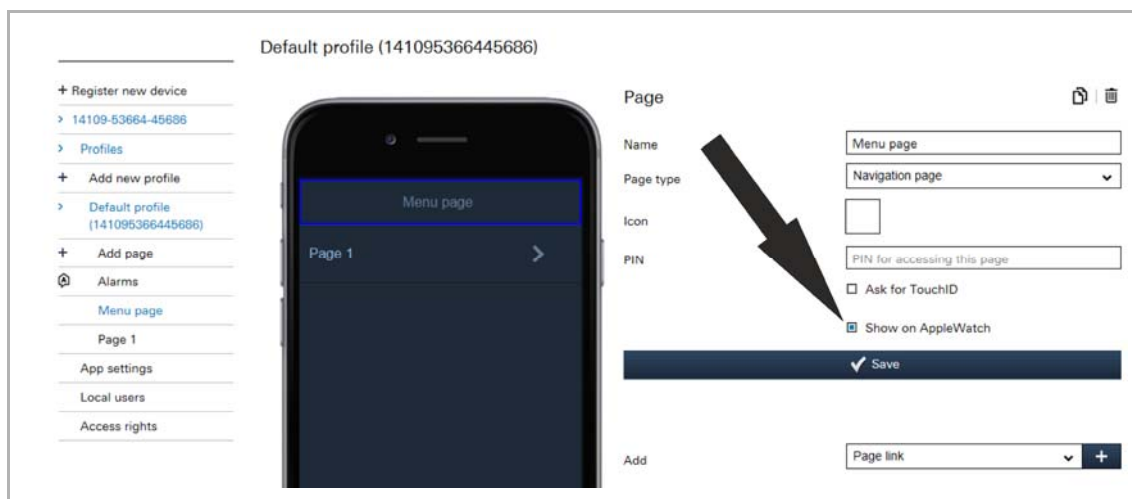 Default profile (141095366445686)
+ Register new device
> 14109-53664-45686
> Profiles
+ Add new profile
> Default profile
(141095366445686)
+ Add page
Alarms
Menu page
Page 1
App settings
Local users
Access rights
Menu page
Page 1
Page
Name Menu page
Page type Navigation page
Icon
PIN PIN for accessing this page
Ask for TouchID
Show on AppleWatch
Save
Add Page link +